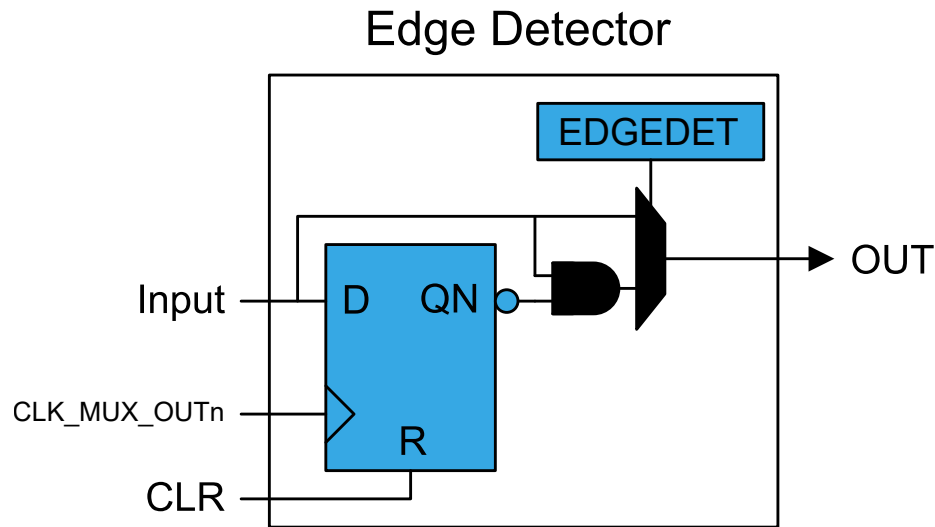 Edge Detector
EDGEDET
OUT
Input
D
QN
CLK_MUX_OUTn
R
CLR